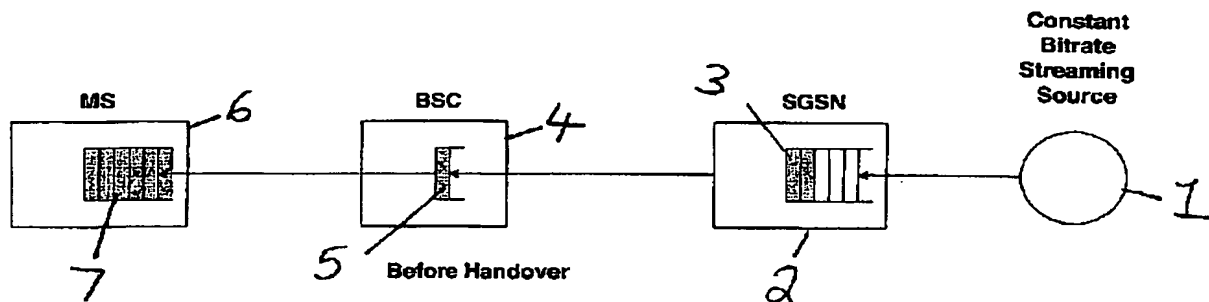 Constant
Bitrate
Streaming
Source
MS
6
BSC
4
3
SGSN
1
7
5
Before Handover
2